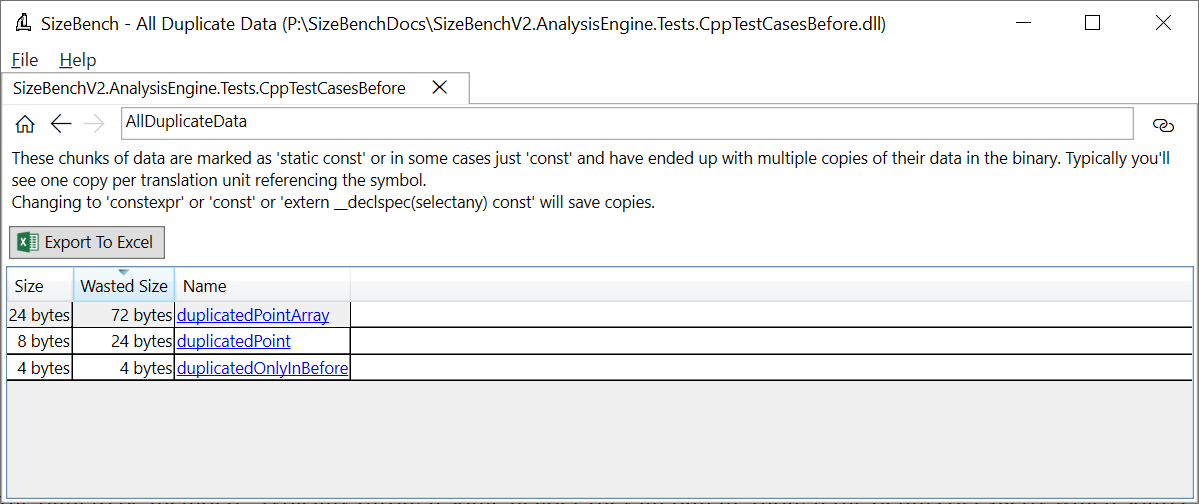 SizeBench - All Duplicate Data (P:\SizeBenchDocs\SizeBenchV2.AnalysisEngine.Tests.CppTestCasesBefore.dll)
File Help
SizeBenchV2.AnalysisEngine.Tests.CppTestCasesBefore
AllDuplicateData
These chunks of data are marked as 'static const' or in some cases just 'const' and have ended up with multiple copies of their data in the binary. Typically you'll
see one copy per translation unit referencing the symbol.
Changing to 'constexpr' or 'const' or 'extern __declspec(selectany) const' will save copies.
Export To Excel
Size Wasted Size Name
24 bytes 72 bytes duplicatedPointArray
8 bytes 24 bytes duplicatedPoint
4 bytes 4 bytes duplicatedOnlyInBefore